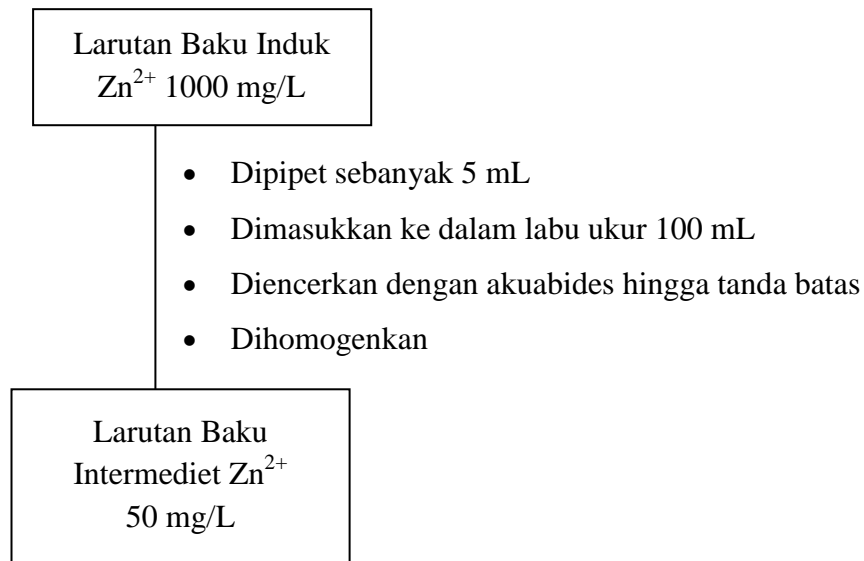 Larutan Baku Induk
Zn²⁺ 1000 mg/L
• Dipipet sebanyak 5 mL
• Dimasukkan ke dalam labu ukur 100 mL
• Diencerkan dengan akuabides hingga tanda batas
• Dihomogenkan
Larutan Baku
Intermediet Zn²⁺
50 mg/L